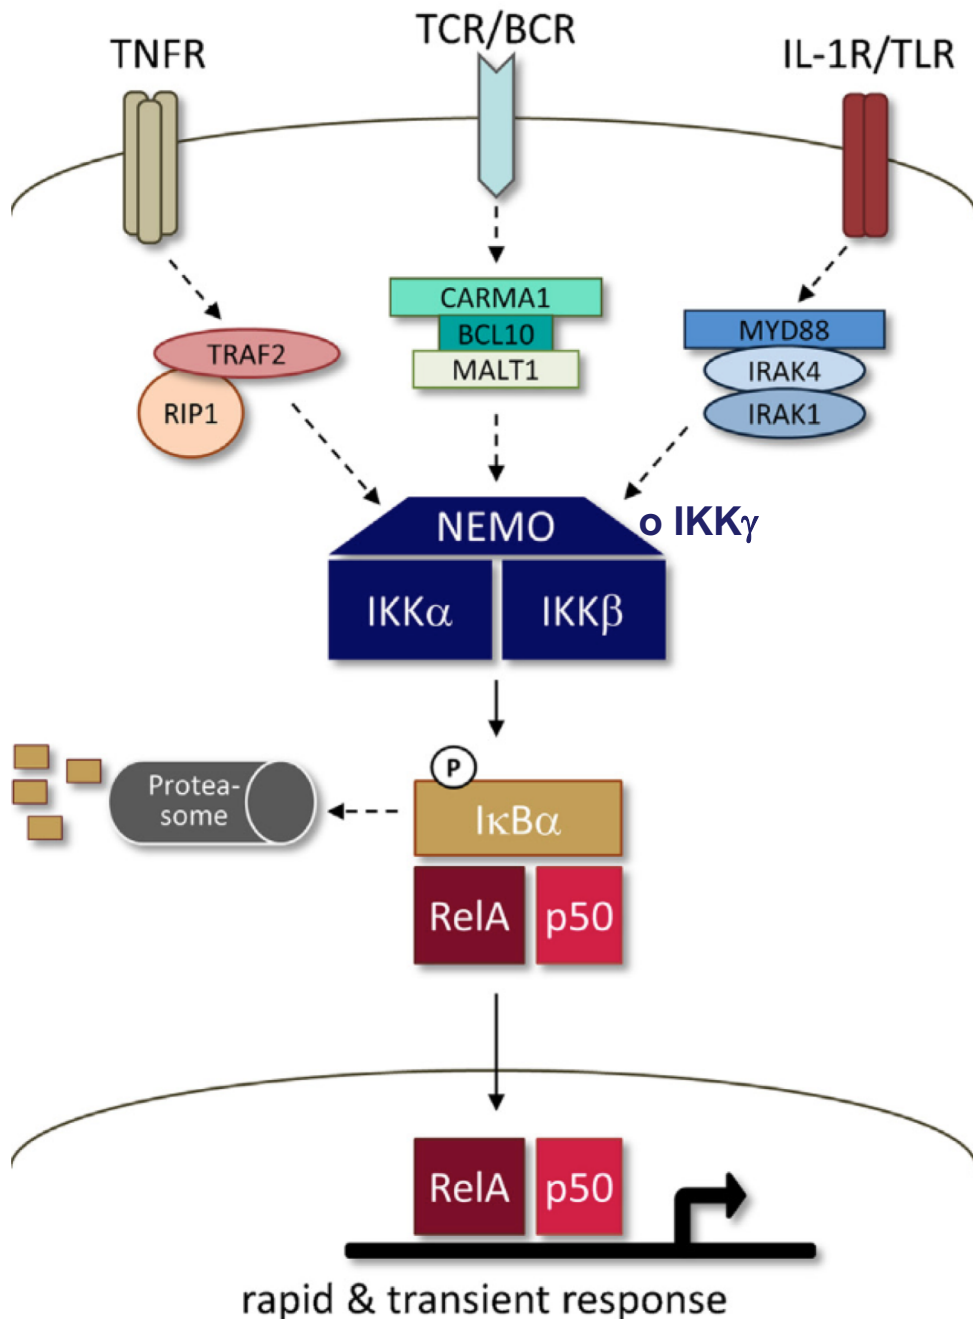 TNFR
TCR/BCR
IL-1R/TLR
TRAF2
RIP1
CARMA1
BCL10
MALT1
MYD88
IRAK4
IRAK1
NEMO
o IKKγ
IKKα
IKKβ
P
IκBα
Protea-
some
RelA
p50
RelA
p50
rapid & transient response